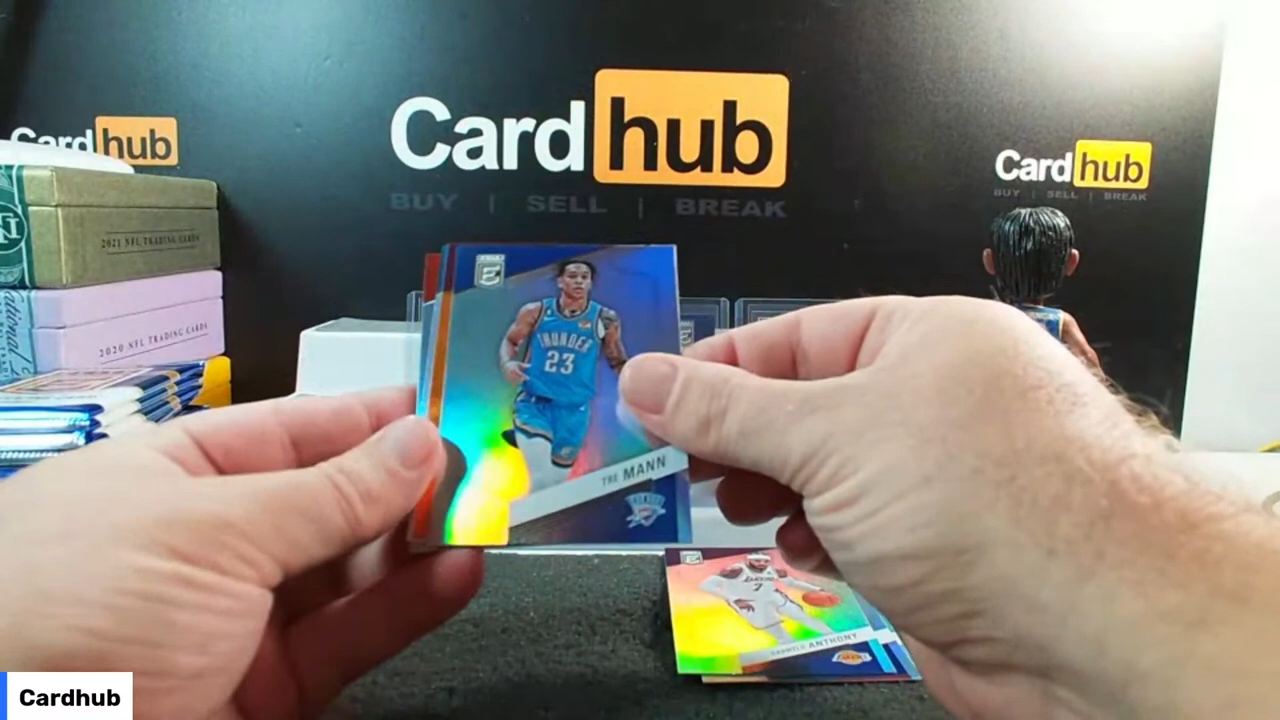 Card hub
BUY | SELL | BREAK
Card hub
Card hub
BUY | SELL | BREAK
2021 NFL TRADING CARDS
2020 NFL TRADING CARDS
E
THUNDER
23
TRE MANN
LAKERS
7
ANTHONY
Cardhub